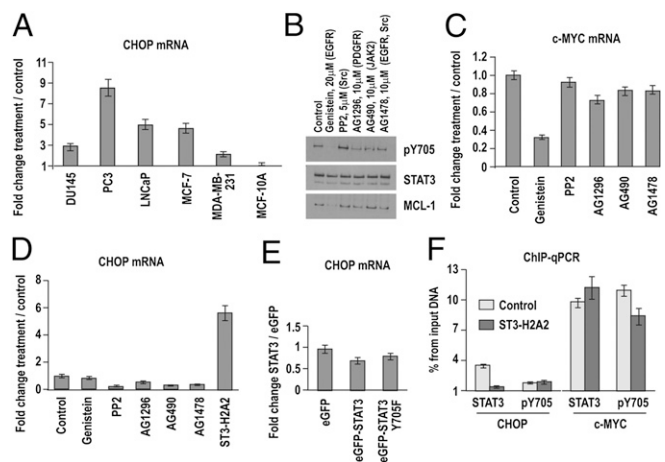 A
CHOP mRNA
Fold change treatment / control
11
9
7
5
3
1
DU145
PC3
LNCaP
MCF-7
MDA-MB-
231
MCF-10A
B
Control
Genistein, 20μM (EGFR)
PP2, 5μM (Src)
AG1296, 10μM (PDGFR)
AG490, 10μM (JAK2)
AG1478, 10μM (EGFR, Src)
pY705
STAT3
MCL-1
C
c-MYC mRNA
Fold change treatment / control
1.2
1.0
0.8
0.6
0.4
0.2
0
Control
Genistein
PP2
AG1296
AG490
AG1478
D
CHOP mRNA
Fold change treatment / control
8
6
4
2
0
Control
Genistein
PP2
AG1296
AG490
AG1478
ST3-H2A2
E
CHOP mRNA
Fold change STAT3 / eGFP
1.5
1
0.5
0
eGFP
eGFP-STAT3
eGFP-STAT3
Y705F
F
ChIP-qPCR
% from input DNA
13
10
7
4
1
Control
ST3-H2A2
STAT3
pY705
STAT3
pY705
CHOP
c-MYC